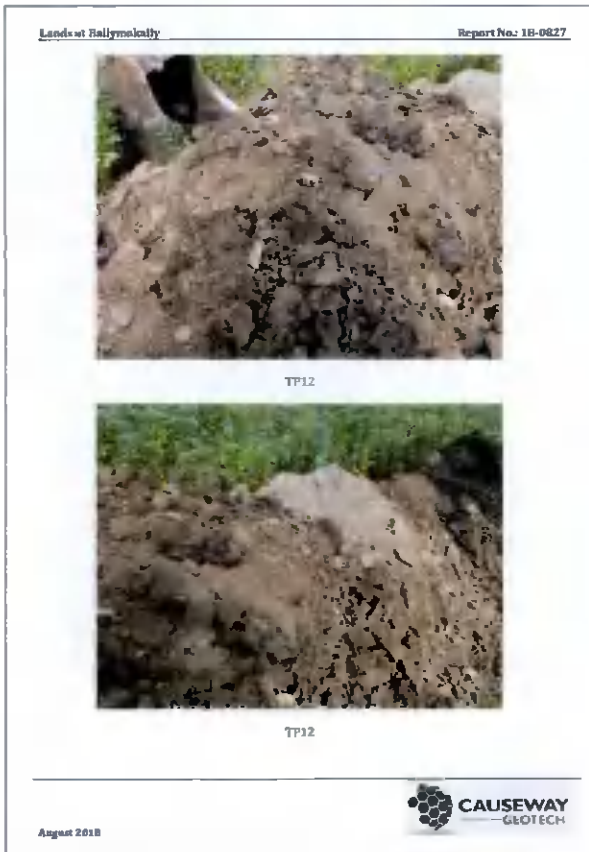 Lands at Ballymakally
Report No.: 18-0827
TP12
TP12
August 2018
CAUSEWAY
GEOTECH